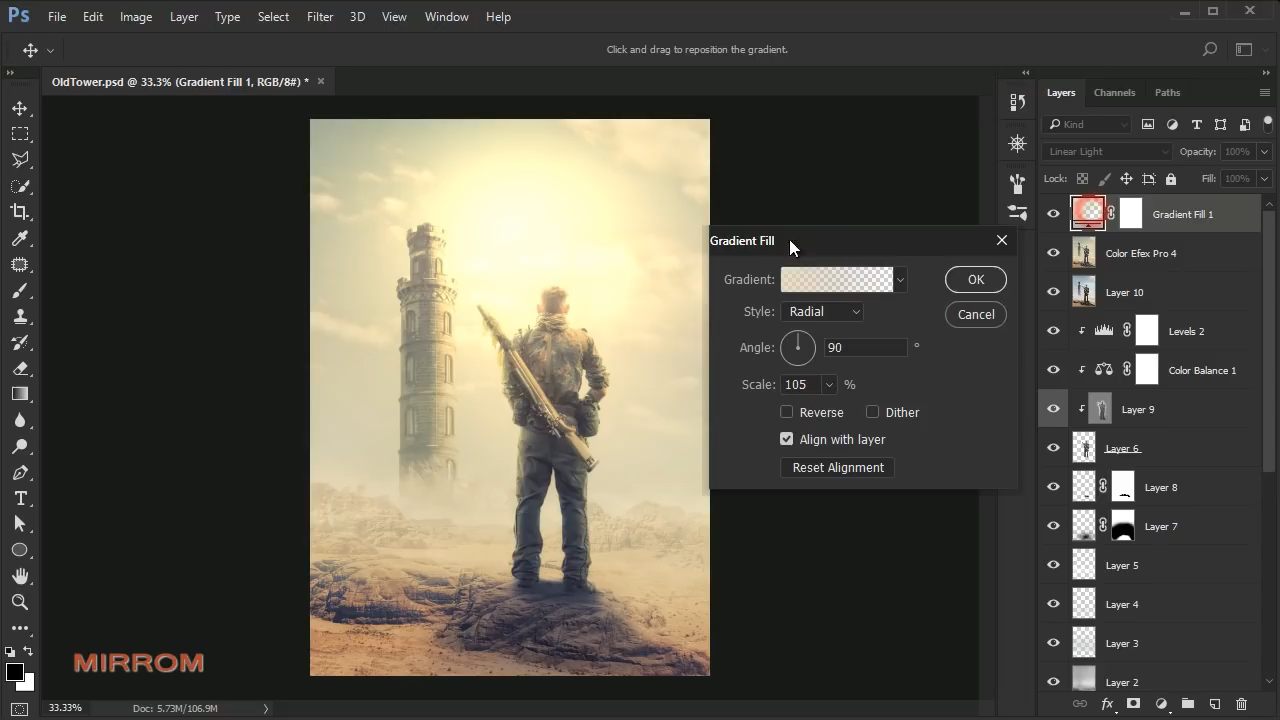 Ps File Edit Image Layer Type Select Filter 3D View Window Help
Click and drag to reposition the gradient.
OldTower.psd @ 33.3% (Gradient Fill 1, RGB/8#) *
Layers Channels Paths
Kind
Linear Light Opacity: 100%
Lock: Fill: 100%
Gradient Fill 1
Color Efex Pro 4
Layer 10
Levels 2
Color Balance 1
Layer 9
Layer 6
Layer 8
Layer 7
Layer 5
Layer 4
Layer 3
Layer 2
Gradient Fill
Gradient:
OK
Style: Radial
Cancel
Angle: 90 °
Scale: 105 %
Reverse Dither
Align with layer
Reset Alignment
MIRROM
33.33% Doc: 5.73M/106.9M
fx